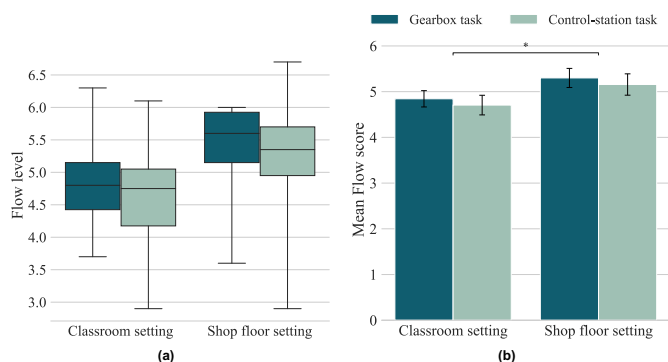 Gearbox task
Control-station task
Flow level
6.5
6.0
5.5
5.0
4.5
4.0
3.5
3.0
Classroom setting
Shop floor setting
(a)
Mean Flow score
6
5
4
3
2
1
0
*
Classroom setting
Shop floor setting
(b)